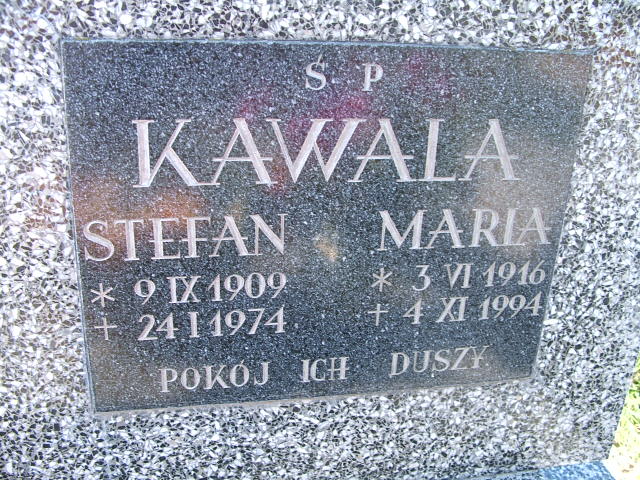 Ś P
KAWALA
STEFAN MARIA
* 9 IX 1909 * 3 VI 1916
+ 24 I 1974 + 4 XI 1994
POKÓJ ICH DUSZY